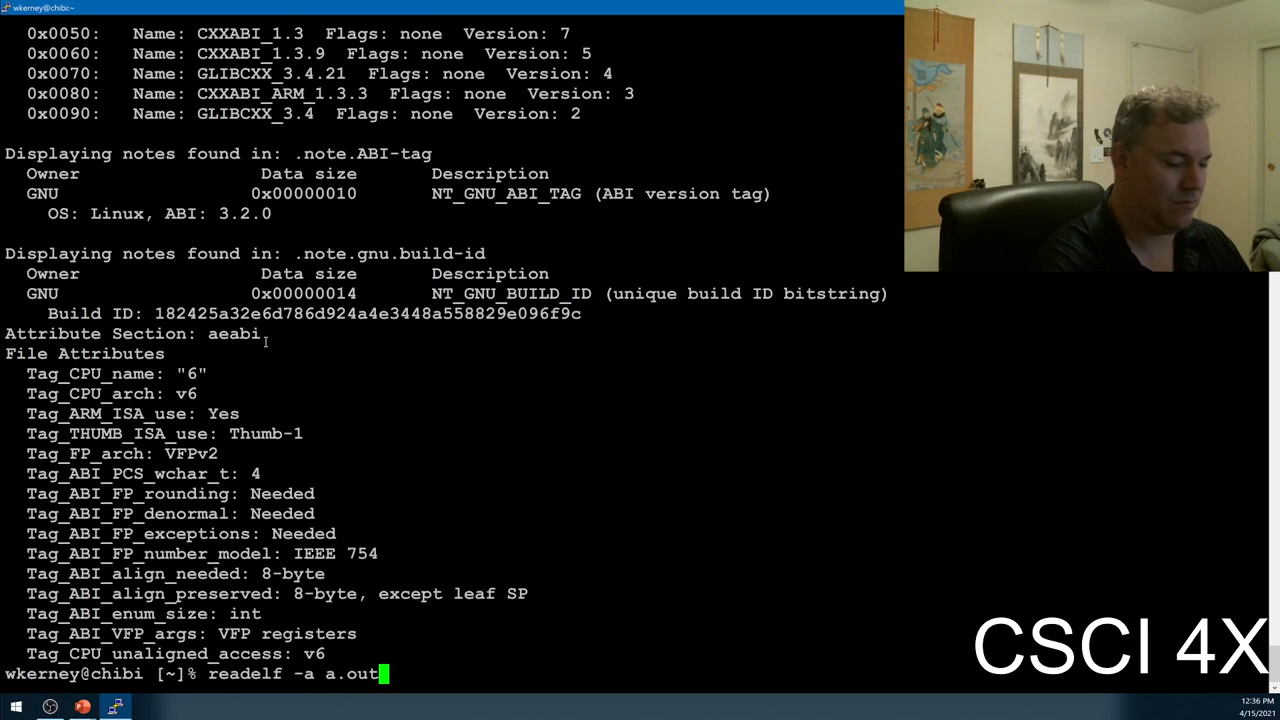 wkerney@chibi:~
0x0050: Name: CXXABI_1.3 Flags: none Version: 7
0x0060: Name: CXXABI_1.3.9 Flags: none Version: 5
0x0070: Name: GLIBCXX_3.4.21 Flags: none Version: 4
0x0080: Name: CXXABI_ARM_1.3.3 Flags: none Version: 3
0x0090: Name: GLIBCXX_3.4 Flags: none Version: 2
Displaying notes found in: .note.ABI-tag
Owner Data size Description
GNU 0x00000010 NT_GNU_ABI_TAG (ABI version tag)
OS: Linux, ABI: 3.2.0
Displaying notes found in: .note.gnu.build-id
Owner Data size Description
GNU 0x00000014 NT_GNU_BUILD_ID (unique build ID bitstring)
Build ID: 182425a32e6d786d924a4e3448a558829e096f9c
Attribute Section: aeabi
File Attributes
Tag_CPU_name: "6"
Tag_CPU_arch: v6
Tag_ARM_ISA_use: Yes
Tag_THUMB_ISA_use: Thumb-1
Tag_FP_arch: VFPv2
Tag_ABI_PCS_wchar_t: 4
Tag_ABI_FP_rounding: Needed
Tag_ABI_FP_denormal: Needed
Tag_ABI_FP_exceptions: Needed
Tag_ABI_FP_number_model: IEEE 754
Tag_ABI_align_needed: 8-byte
Tag_ABI_align_preserved: 8-byte, except leaf SP
Tag_ABI_enum_size: int
Tag_ABI_VFP_args: VFP registers
Tag_CPU_unaligned_access: v6
wkerney@chibi [~]% readelf -a a.out
CSCI 4X
12:36 PM
4/15/2021